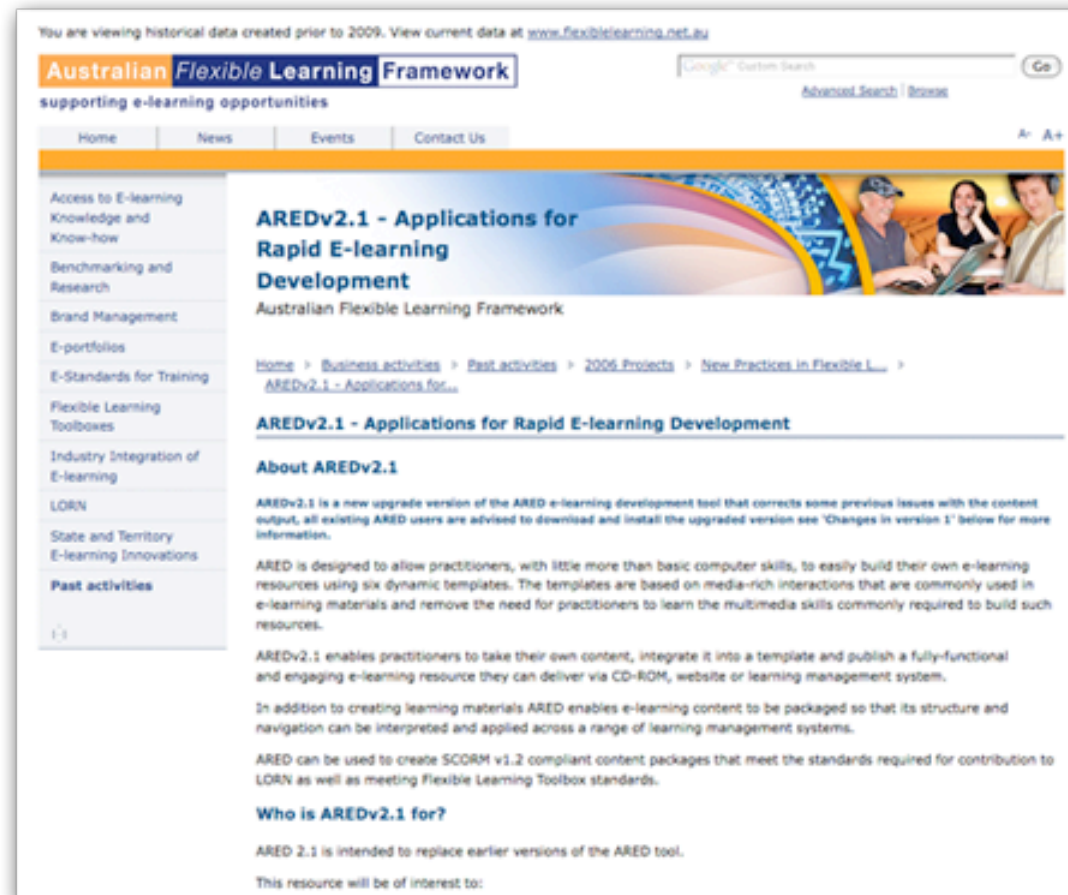 You are viewing historical data created prior to 2009. View current data at www.flexiblelearning.net.au
Australian Flexible Learning Framework
supporting e-learning opportunities
Google™ Custom Search
Go
Advanced Search | Browse
Home
News
Events
Contact Us
A- A+
Access to E-learning
Knowledge and
Know-how
Benchmarking and
Research
Brand Management
E-portfolios
E-Standards for Training
Flexible Learning
Toolboxes
Industry Integration of
E-learning
LORN
State and Territory
E-learning Innovations
Past activities
AREDv2.1 - Applications for
Rapid E-learning
Development
Australian Flexible Learning Framework
Home > Business activities > Past activities > 2006 Projects > New Practices in Flexible L... >
AREDv2.1 - Applications for...
AREDv2.1 - Applications for Rapid E-learning Development
About AREDv2.1
AREDv2.1 is a new upgrade version of the ARED e-learning development tool that corrects some previous issues with the content
output, all existing ARED users are advised to download and install the upgraded version see 'Changes in version 1' below for more
information.
ARED is designed to allow practitioners, with little more than basic computer skills, to easily build their own e-learning
resources using six dynamic templates. The templates are based on media-rich interactions that are commonly used in
e-learning materials and remove the need for practitioners to learn the multimedia skills commonly required to build such
resources.
AREDv2.1 enables practitioners to take their own content, integrate it into a template and publish a fully-functional
and engaging e-learning resource they can deliver via CD-ROM, website or learning management system.
In addition to creating learning materials ARED enables e-learning content to be packaged so that its structure and
navigation can be interpreted and applied across a range of learning management systems.
ARED can be used to create SCORM v1.2 compliant content packages that meet the standards required for contribution to
LORN as well as meeting Flexible Learning Toolbox standards.
Who is AREDv2.1 for?
ARED 2.1 is intended to replace earlier versions of the ARED tool.
This resource will be of interest to: